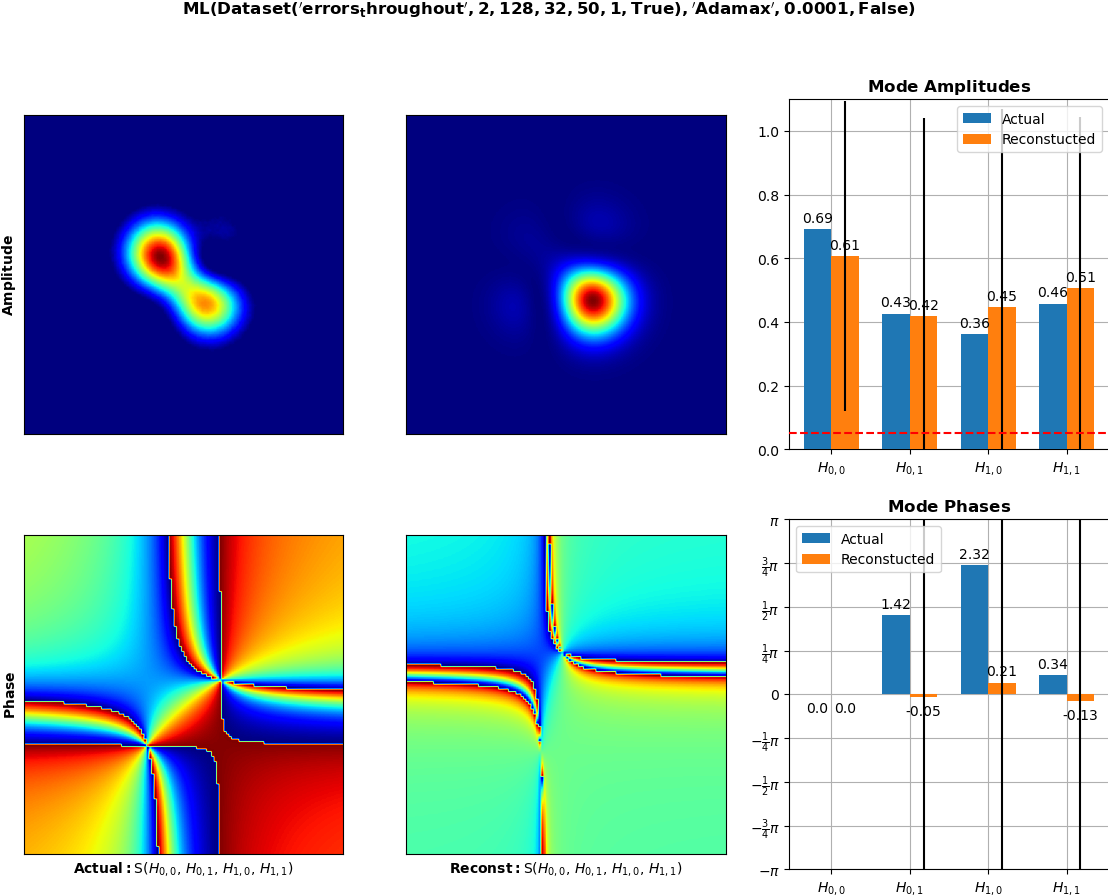 ML(Dataset('errors_throughout', 2, 128, 32, 50, 1, True), 'Adamax', 0.0001, False)
Amplitude
Mode Amplitudes
Actual
Reconstucted
1.0
0.8
0.6
0.4
0.2
0.0
0.69
0.61
0.43
0.42
0.36
0.45
0.46
0.51
H0,0
H0,1
H1,0
H1,1
Phase
Actual: S(H0,0, H0,1, H1,0, H1,1)
Reconst: S(H0,0, H0,1, H1,0, H1,1)
Mode Phases
Actual
Reconstucted
π
3/4π
1/2π
1/4π
0
−1/4π
−1/2π
−3/4π
−π
0.0
0.0
1.42
-0.05
2.32
0.21
0.34
-0.13
H0,0
H0,1
H1,0
H1,1